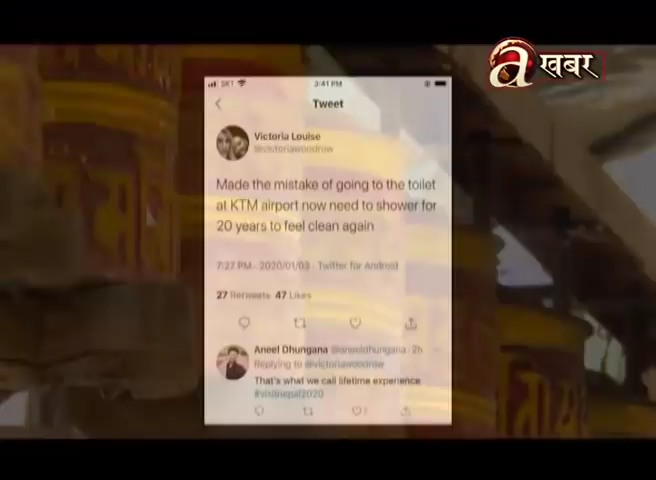 a खबर
SKT 3:41 PM
Tweet
Victoria Louise
@victoriawoodrow
Made the mistake of going to the toilet
at KTM airport now need to shower for
20 years to feel clean again
7:27 PM · 2020/01/03 · Twitter for Android
27 Retweets 47 Likes
Aneel Dhungana @aneeldhungana · 2h
Replying to @victoriawoodrow
That's what we call lifetime experience
#visitnepal2020